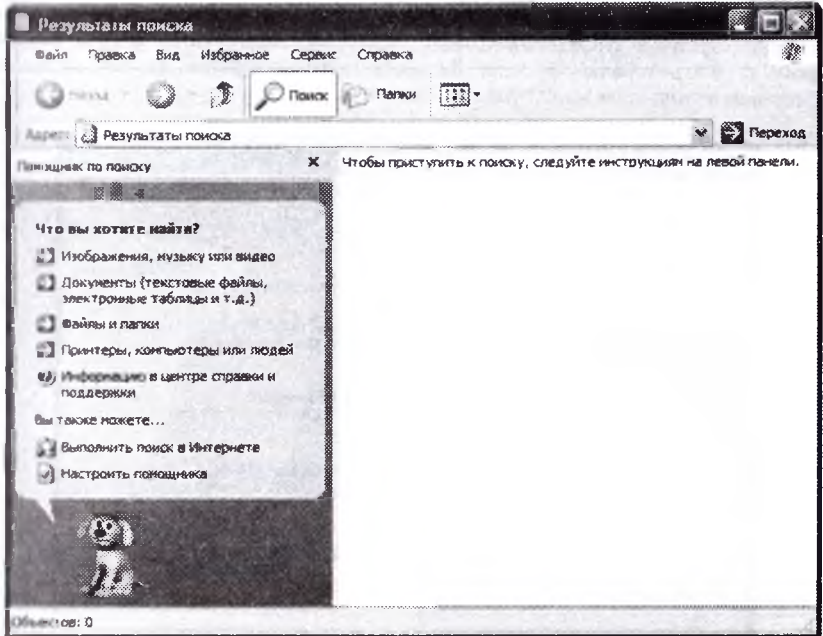 Результаты поиска
Файл Правка Вид Избранное Сервис Справка
Назад Поиск Папки
Адрес: Результаты поиска Переход
Помощник по поиску
Чтобы приступить к поиску, следуйте инструкциям на левой панели.
Что вы хотите найти?
Изображения, музыку или видео
Документы (текстовые файлы,
электронные таблицы и т.д.)
Файлы и папки
Принтеры, компьютеры или людей
Информацию в центре справки и
поддержки
Вы также можете...
Выполнить поиск в Интернете
Настроить помощника
Объектов: 0